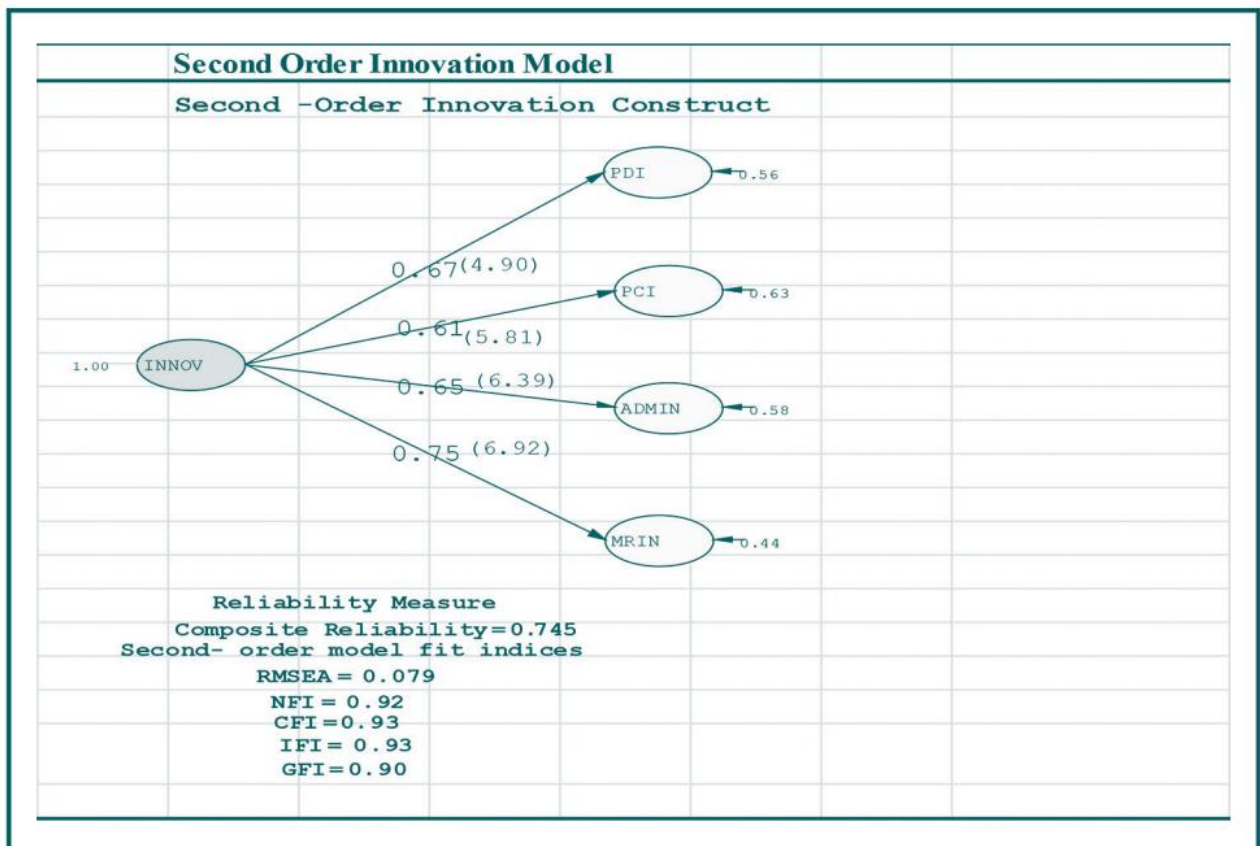 Second Order Innovation Model
Second -Order Innovation Construct
PDI
0.56
0.67(4.90)
PCI
0.63
0.61(5.81)
1.00
INNOV
0.65 (6.39)
ADMIN
0.58
0.75 (6.92)
MRIN
0.44
Reliability Measure
Composite Reliability=0.745
Second- order model fit indices
RMSEA = 0.079
NFI = 0.92
CFI =0.93
IFI = 0.93
GFI=0.90